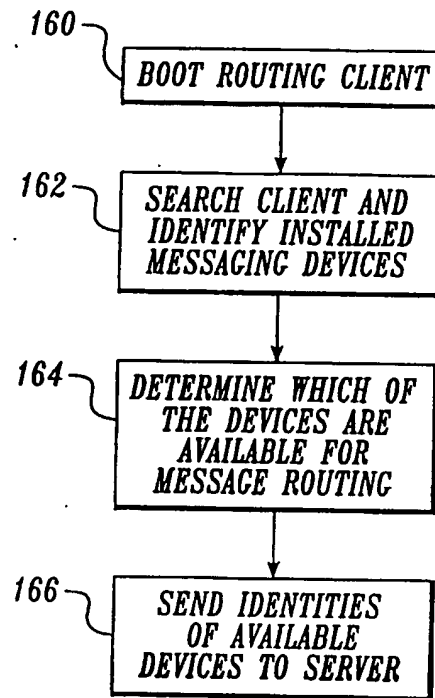 160
BOOT ROUTING CLIENT
162
SEARCH CLIENT AND
IDENTIFY INSTALLED
MESSAGING DEVICES
164
DETERMINE WHICH OF
THE DEVICES ARE
AVAILABLE FOR
MESSAGE ROUTING
166
SEND IDENTITIES
OF AVAILABLE
DEVICES TO SERVER